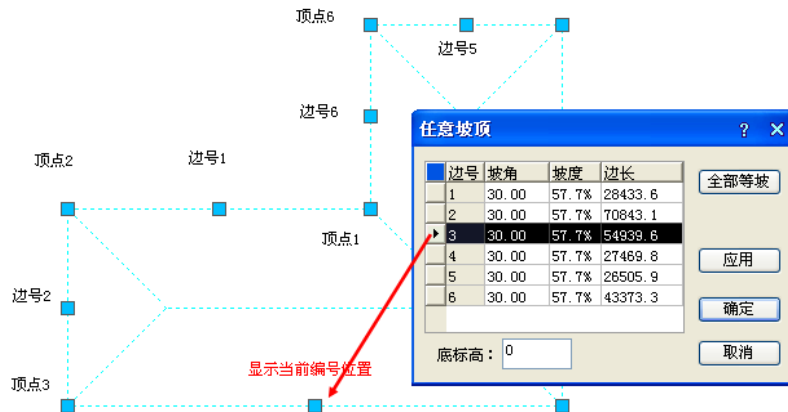 顶点6
边号5
边号6
顶点2
边号1
顶点1
边号2
顶点3
显示当前编号位置
任意坡顶
边号 坡角 坡度 边长
1 30.00 57.7% 28433.6
2 30.00 57.7% 70843.1
3 30.00 57.7% 54939.6
4 30.00 57.7% 27469.8
5 30.00 57.7% 26505.9
6 30.00 57.7% 43373.3
底标高： 0
全部等坡
应用
确定
取消